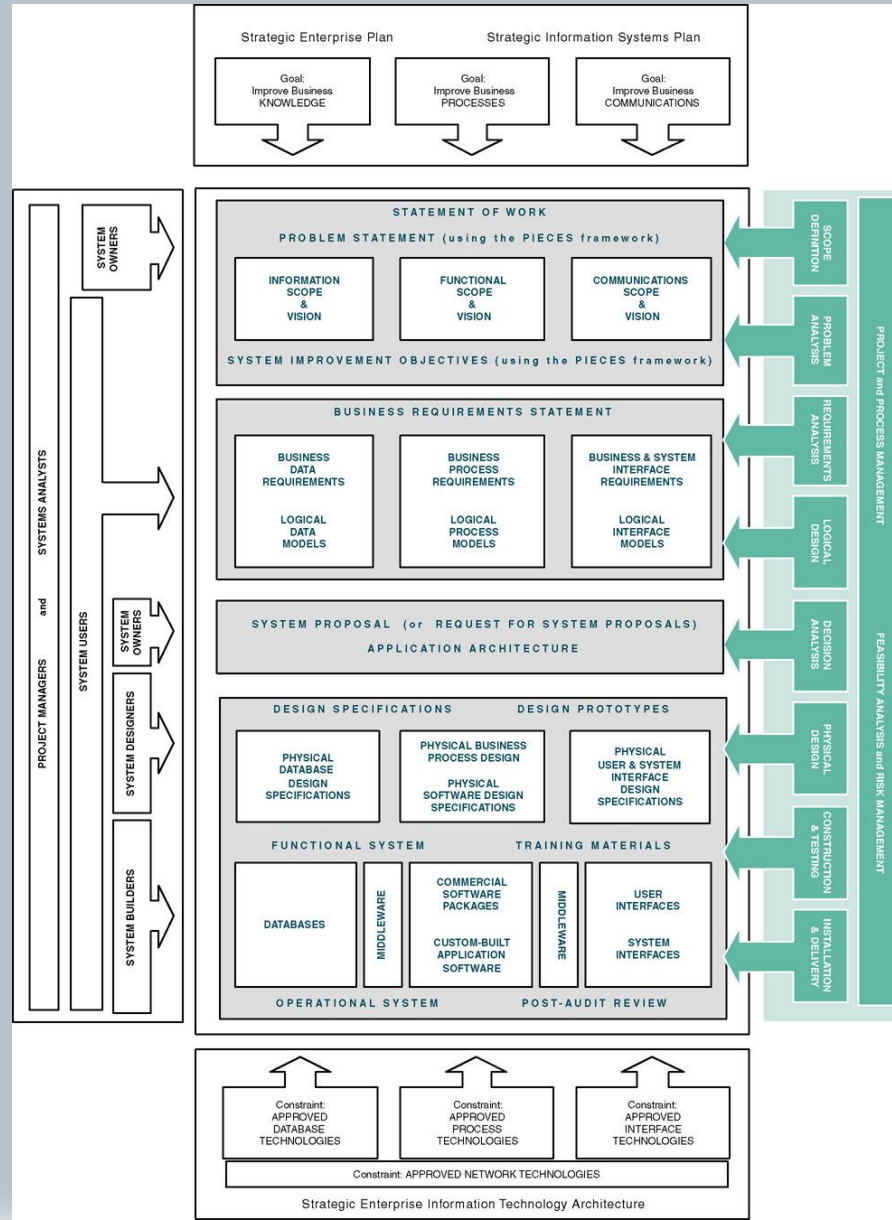 Strategic Enterprise Plan
Strategic Information Systems Plan
Goal:
Improve Business
KNOWLEDGE
Goal:
Improve Business
PROCESSES
Goal:
Improve Business
COMMUNICATIONS
PROJECT MANAGERS and SYSTEMS ANALYSTS
SYSTEM USERS
SYSTEM
OWNERS
SYSTEM
OWNERS
SYSTEM DESIGNERS
SYSTEM BUILDERS
STATEMENT OF WORK
PROBLEM STATEMENT (using the PIECES framework)
INFORMATION
SCOPE
&
VISION
FUNCTIONAL
SCOPE
&
VISION
COMMUNICATIONS
SCOPE
&
VISION
SYSTEM IMPROVEMENT OBJECTIVES (using the PIECES framework)
BUSINESS REQUIREMENTS STATEMENT
BUSINESS
DATA
REQUIREMENTS
LOGICAL
DATA
MODELS
BUSINESS
PROCESS
REQUIREMENTS
LOGICAL
PROCESS
MODELS
BUSINESS & SYSTEM
INTERFACE
REQUIREMENTS
LOGICAL
INTERFACE
MODELS
SYSTEM PROPOSAL (or REQUEST FOR SYSTEM PROPOSALS)
APPLICATION ARCHITECTURE
DESIGN SPECIFICATIONS
DESIGN PROTOTYPES
PHYSICAL
DATABASE
DESIGN
SPECIFICATIONS
PHYSICAL BUSINESS
PROCESS DESIGN
PHYSICAL
SOFTWARE DESIGN
SPECIFICATIONS
PHYSICAL
USER & SYSTEM
INTERFACE
DESIGN
SPECIFICATIONS
FUNCTIONAL SYSTEM
TRAINING MATERIALS
DATABASES
MIDDLEWARE
COMMERCIAL
SOFTWARE
PACKAGES
CUSTOM-BUILT
APPLICATION
SOFTWARE
MIDDLEWARE
USER
INTERFACES
SYSTEM
INTERFACES
OPERATIONAL SYSTEM
POST-AUDIT REVIEW
SCOPE
DEFINITION
PROBLEM
ANALYSIS
REQUIREMENTS
ANALYSIS
LOGICAL
DESIGN
DECISION
ANALYSIS
PHYSICAL
DESIGN
CONSTRUCTION
& TESTING
INSTALLATION
& DELIVERY
PROJECT and PROCESS MANAGEMENT
FEASIBILITY ANALYSIS and RISK MANAGEMENT
Constraint:
APPROVED
DATABASE
TECHNOLOGIES
Constraint:
APPROVED
PROCESS
TECHNOLOGIES
Constraint:
APPROVED
INTERFACE
TECHNOLOGIES
Constraint: APPROVED NETWORK TECHNOLOGIES
Strategic Enterprise Information Technology Architecture